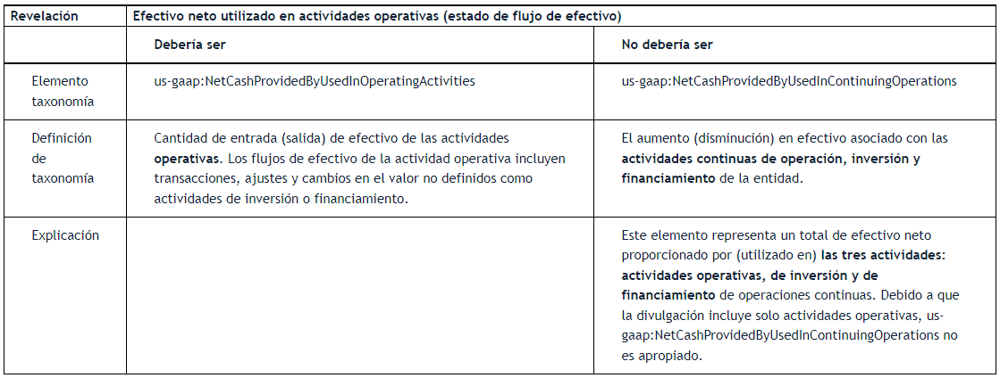 Revelación
Efectivo neto utilizado en actividades operativas (estado de flujo de efectivo)
Debería ser
No debería ser
Elemento
taxonomía
us-gaap:NetCashProvidedByUsedInOperatingActivities
us-gaap:NetCashProvidedByUsedInContinuingOperations
Definición
de
taxonomía
Cantidad de entrada (salida) de efectivo de las actividades
operativas. Los flujos de efectivo de la actividad operativa incluyen
transacciones, ajustes y cambios en el valor no definidos como
actividades de inversión o financiamiento.
El aumento (disminución) en efectivo asociado con las
actividades continuas de operación, inversión y
financiamiento de la entidad.
Explicación
Este elemento representa un total de efectivo neto
proporcionado por (utilizado en) las tres actividades:
actividades operativas, de inversión y de
financiamiento de operaciones continuas. Debido a que
la divulgación incluye solo actividades operativas, us-
gaap:NetCashProvidedByUsedInContinuingOperations no
es apropiado.